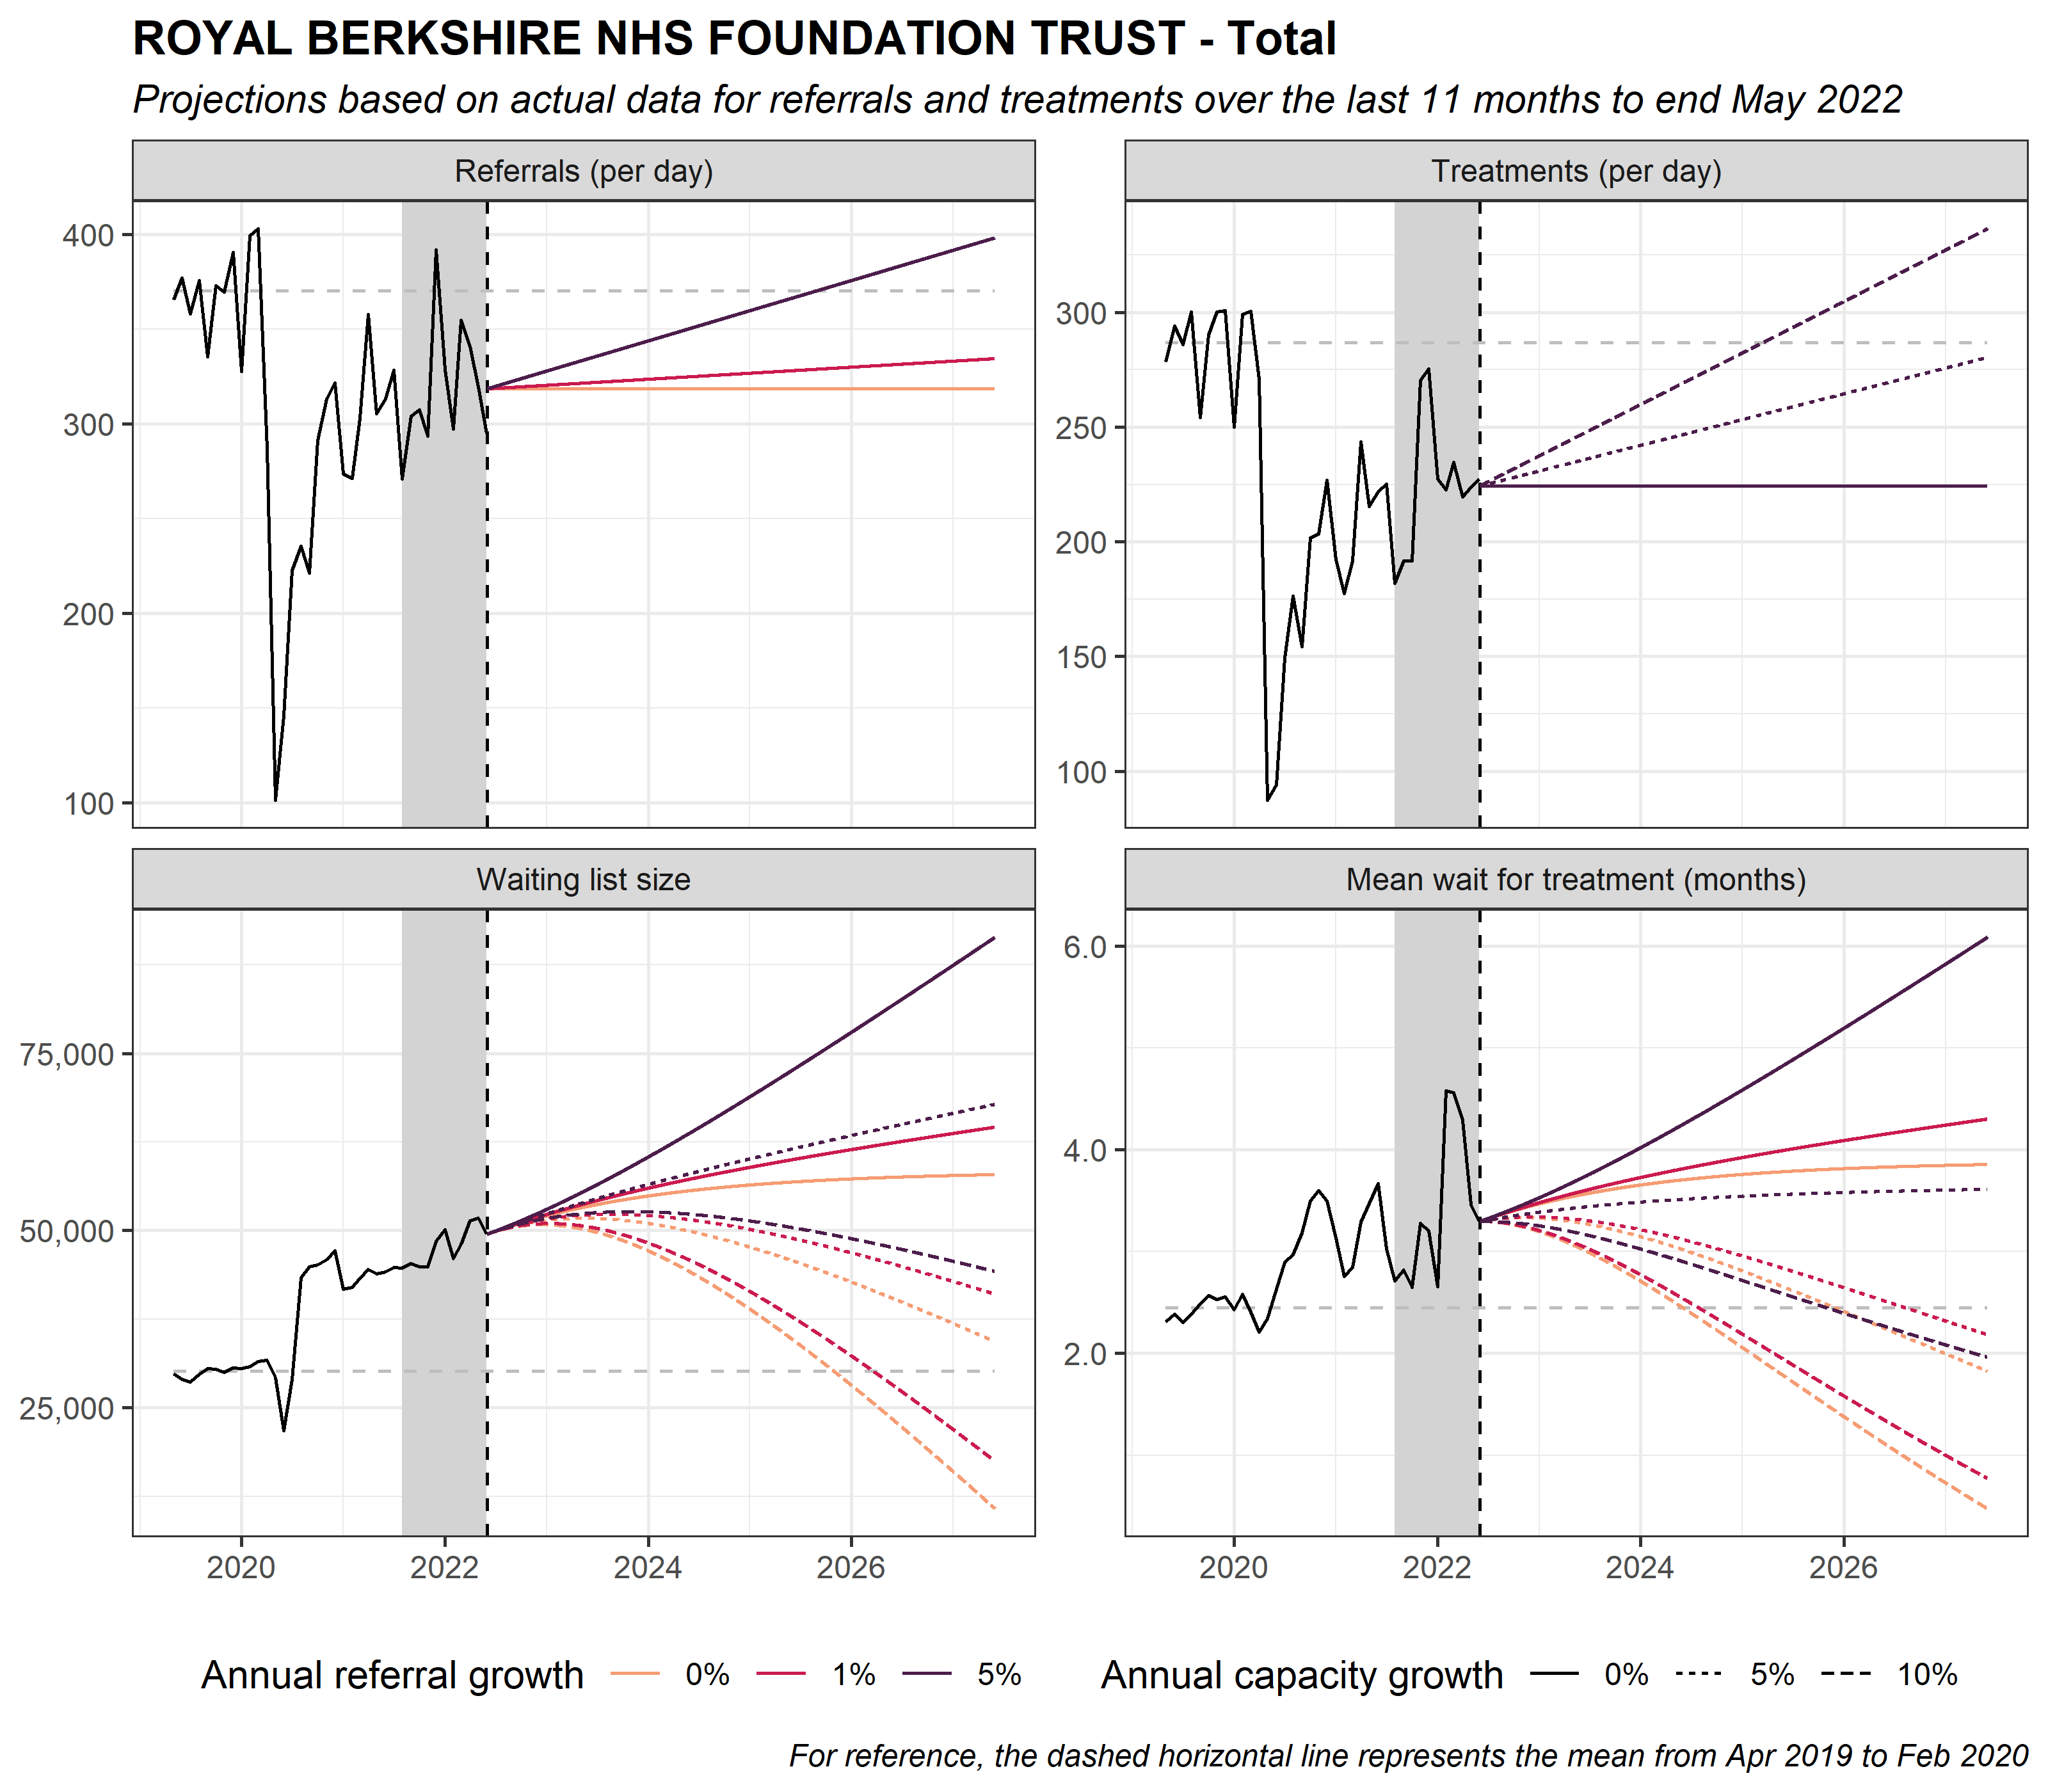 ROYAL BERKSHIRE NHS FOUNDATION TRUST - Total
Projections based on actual data for referrals and treatments over the last 11 months to end May 2022
Referrals (per day)
400
300
200
100
Treatments (per day)
300
250
200
150
100
Waiting list size
75,000
50,000
25,000
2020 2022 2024 2026
Mean wait for treatment (months)
6.0
4.0
2.0
2020 2022 2024 2026
Annual referral growth 0% 1% 5%
Annual capacity growth 0% 5% 10%
For reference, the dashed horizontal line represents the mean from Apr 2019 to Feb 2020